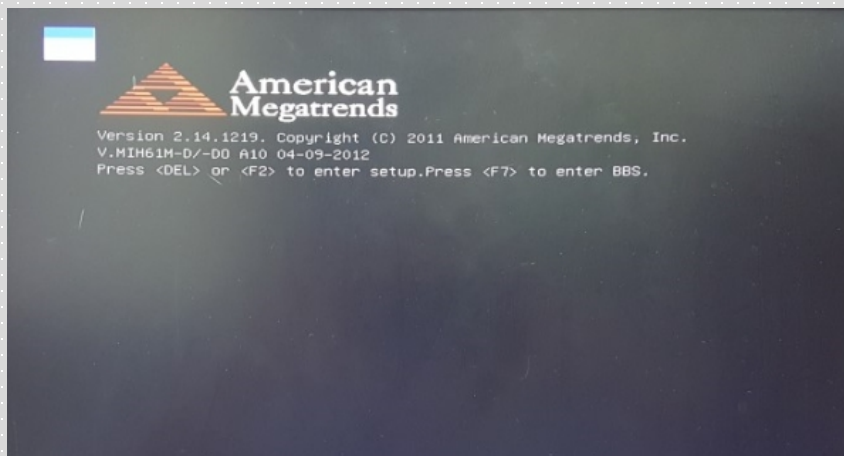 American
Megatrends
Version 2.14.1219. Copyright (C) 2011 American Megatrends, Inc.
V.MIH61M-D/-DO A10 04-09-2012
Press <DEL> or <F2> to enter setup.Press <F7> to enter BBS.